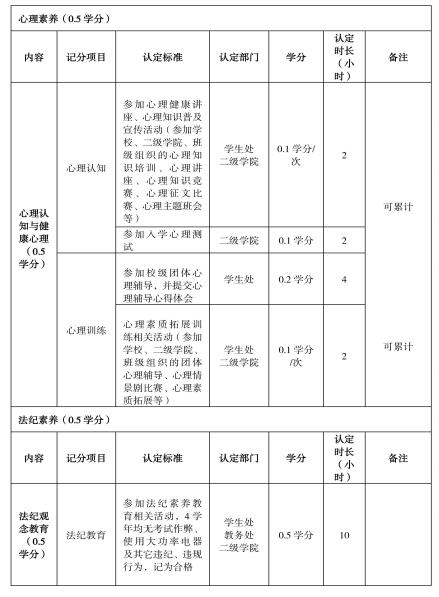 心理素养（0.5 学分）
内容
记分项目
认定标准
认定部门
学分
认定
时长
（小
时）
备注
心理认
知与健
康心理
（0.5
学分）
心理认知
参加心理健康讲
座、心理知识普及
宣传活动（参加学
校、二级学院、班
级组织的心理知
识培训、心理讲
座、心理知识竞
赛、心理征文比
赛、心理主题班会
等）
学生处
二级学院
0.1 学分/
次
2
可累计
参加入学心理测
试
二级学院
0.1 学分
2
心理训练
参加校级团体心
理辅导，并提交心
理辅导心得体会
学生处
0.2 学分
4
心理素质拓展训
练相关活动（参加
学校、二级学院、
班级组织的团体
心理辅导、心理情
景剧比赛、心理素
质拓展等）
学生处
二级学院
0.1 学分
/次
2
可累计
法纪素养（0.5 学分）
内容
记分项目
认定标准
认定部门
学分
认定
时长
（小
时）
备注
法纪观
念教育
（0.5
学分）
法纪教育
参加法纪素养教
育相关活动，4 学
年均无考试作弊、
使用大功率电器
及其它违纪、违规
行为，记为合格
学生处
教务处
二级学院
0.5 学分
10